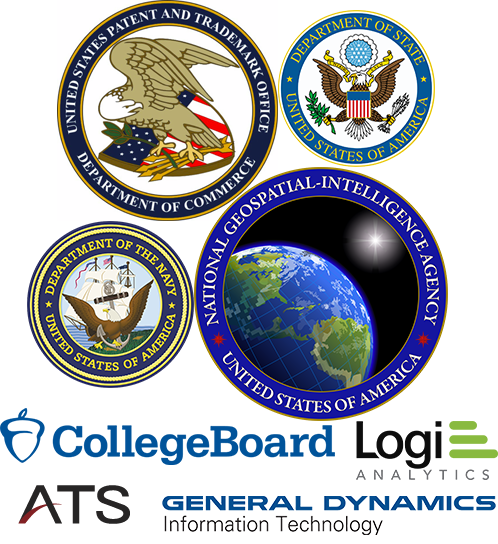 UNITED STATES PATENT AND TRADEMARK OFFICE
DEPARTMENT OF COMMERCE
DEPARTMENT OF STATE
UNITED STATES OF AMERICA
DEPARTMENT OF THE NAVY
UNITED STATES OF AMERICA
NATIONAL GEOSPATIAL-INTELLIGENCE AGENCY
UNITED STATES OF AMERICA
CollegeBoard
Logi
ANALYTICS
ATS
GENERAL DYNAMICS
Information Technology